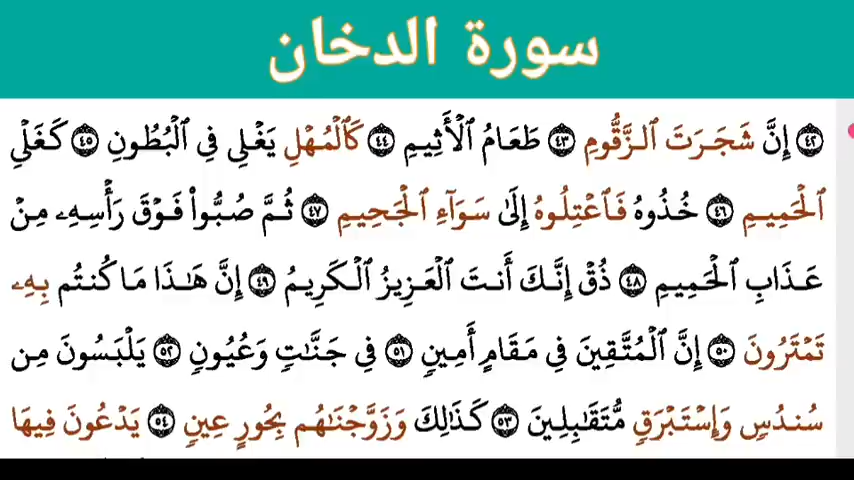 سورة الدخان
٤٢ إِنَّ شَجَرَتَ ٱلزَّقُّومِ ٤٣ طَعَامُ ٱلْأَثِيمِ ٤٤ كَٱلْمُهْلِ يَغْلِي فِي ٱلْبُطُونِ ٤٥ كَغَلْيِ
ٱلْحَمِيمِ ٤٦ خُذُوهُ فَٱعْتِلُوهُ إِلَىٰ سَوَآءِ ٱلْجَحِيمِ ٤٧ ثُمَّ صُبُّوا۟ فَوْقَ رَأْسِهِۦ مِنْ
عَذَابِ ٱلْحَمِيمِ ٤٨ ذُقْ إِنَّكَ أَنتَ ٱلْعَزِيزُ ٱلْكَرِيمُ ٤٩ إِنَّ هَـٰذَا مَا كُنتُم بِهِۦ
تَمْتَرُونَ ٥٠ إِنَّ ٱلْمُتَّقِينَ فِي مَقَامٍ أَمِينٍ ٥١ فِي جَنَّـٰتٍ وَعُيُونٍ ٥٢ يَلْبَسُونَ مِن
سُندُسٍ وَإِسْتَبْرَقٍ مُّتَقَـٰبِلِينَ ٥٣ كَذَٰلِكَ وَزَوَّجْنَـٰهُم بِحُورٍ عِينٍ ٥٤ يَدْعُونَ فِيهَا